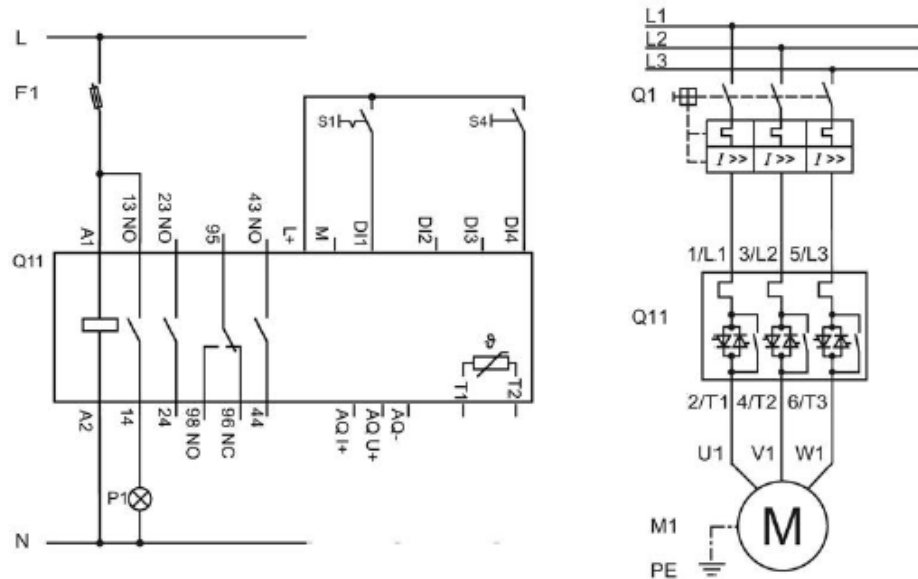 L
F1
S1
S4
A1
13 NO
23 NO
95
43 NO
L+
M
DI1
DI2
DI3
DI4
Q11
ϑ
T1
T2
A2
14
24
98 NO
96 NC
44
AQ I+
AQ U+
AQ-
P1
N
L1
L2
L3
Q1
I >> I >> I >>
1/L1 3/L2 5/L3
Q11
2/T1 4/T2 6/T3
U1 V1 W1
M1
M
PE